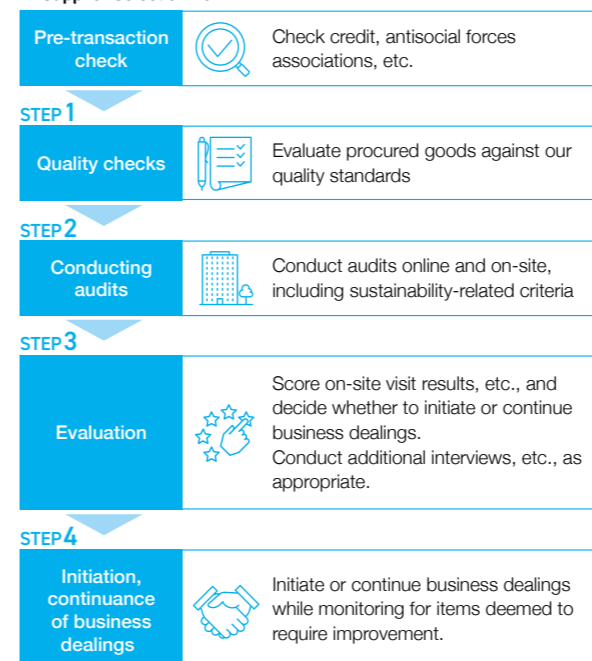 Pre-transaction
check
Check credit, antisocial forces
associations, etc.
STEP 1
Quality checks
Evaluate procured goods against our
quality standards
STEP 2
Conducting
audits
Conduct audits online and on-site,
including sustainability-related criteria
STEP 3
Evaluation
Score on-site visit results, etc., and
decide whether to initiate or continue
business dealings.
Conduct additional interviews, etc., as
appropriate.
STEP 4
Initiation,
continuance
of business
dealings
Initiate or continue business dealings
while monitoring for items deemed to
require improvement.